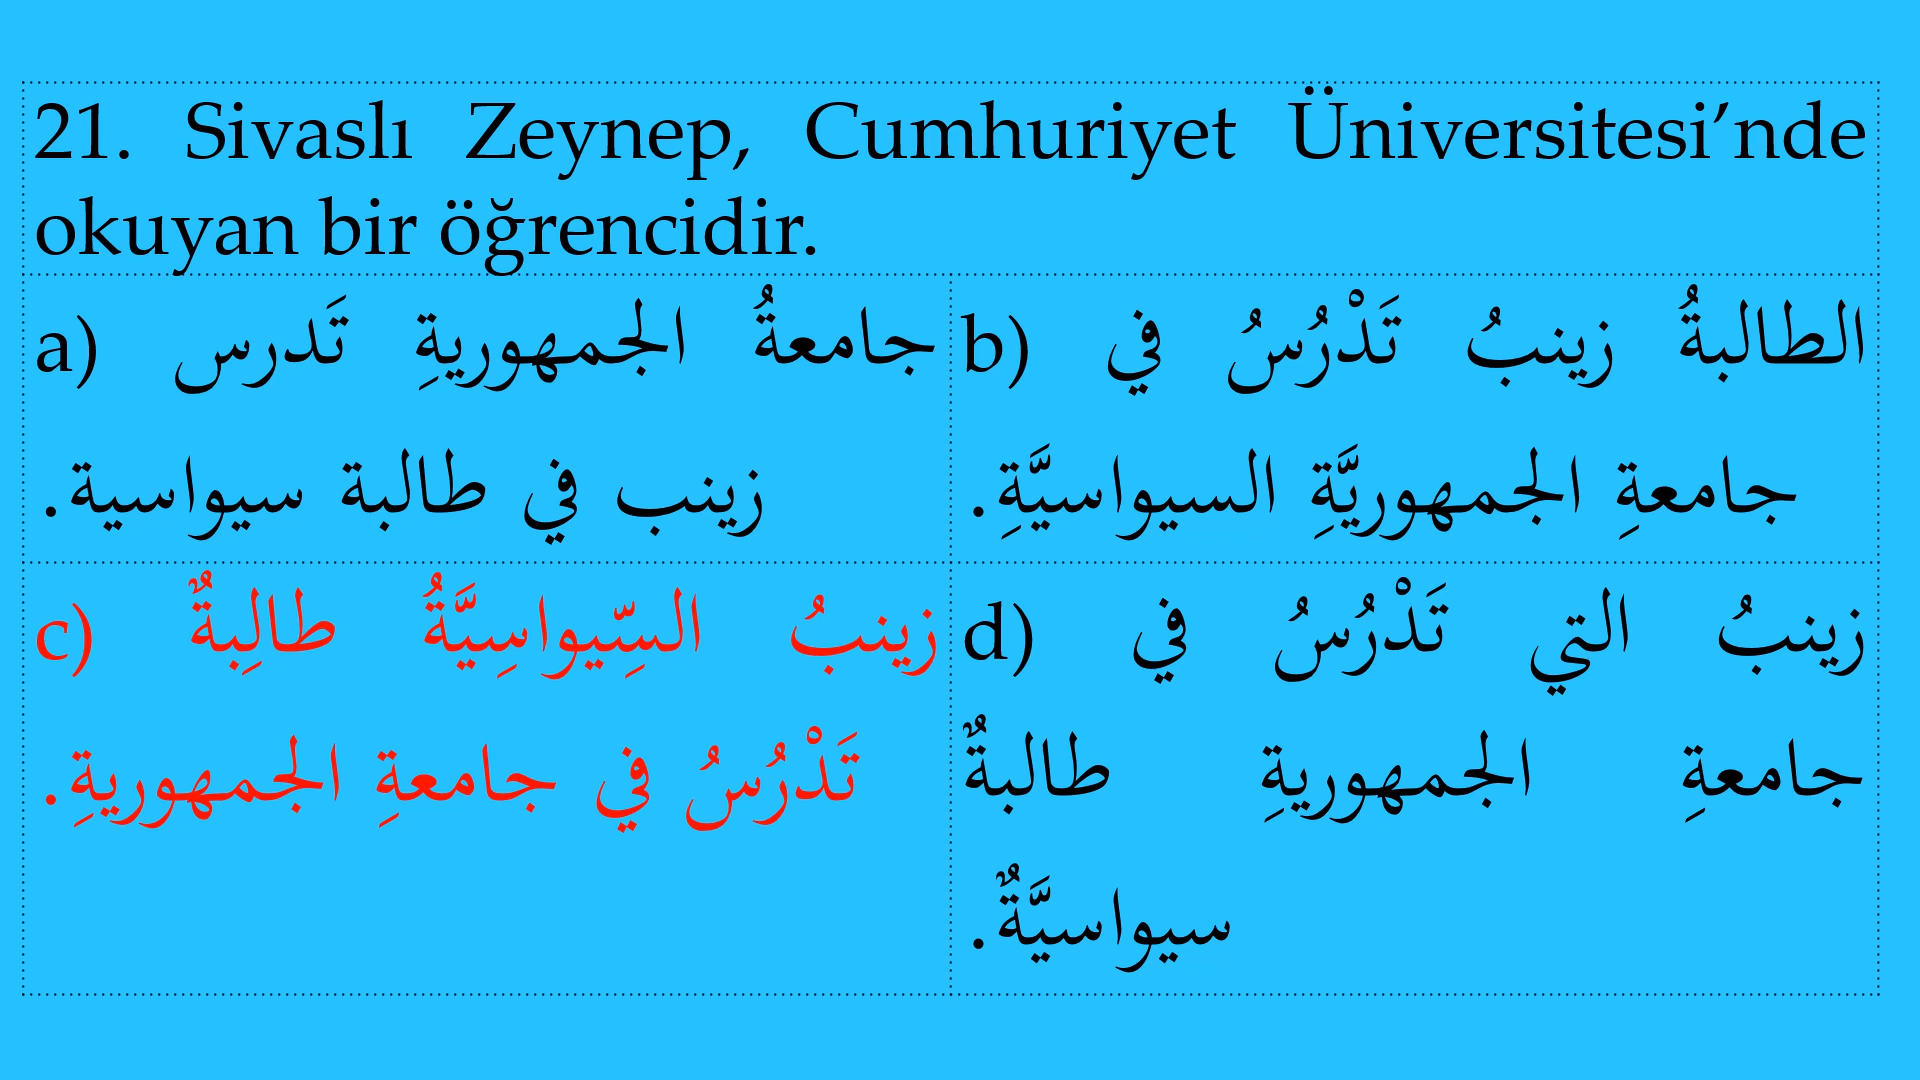 21. Sivaslı Zeynep, Cumhuriyet Üniversitesi’nde
okuyan bir öğrencidir.
a) جامعةُ الجمهوريةِ تَدرس
زينب في طالبة سيواسية.
b) الطالبةُ زينبُ تَدْرُسُ في
جامعةِ الجمهوريَّةِ السيواسيَّةِ.
c) زينبُ السِّيواسِيَّةُ طالِبةٌ
تَدْرُسُ في جامعةِ الجمهوريةِ.
d) زينبُ التي تَدْرُسُ في
جامعةِ الجمهوريةِ طالبةٌ
سيواسيَّةٌ.